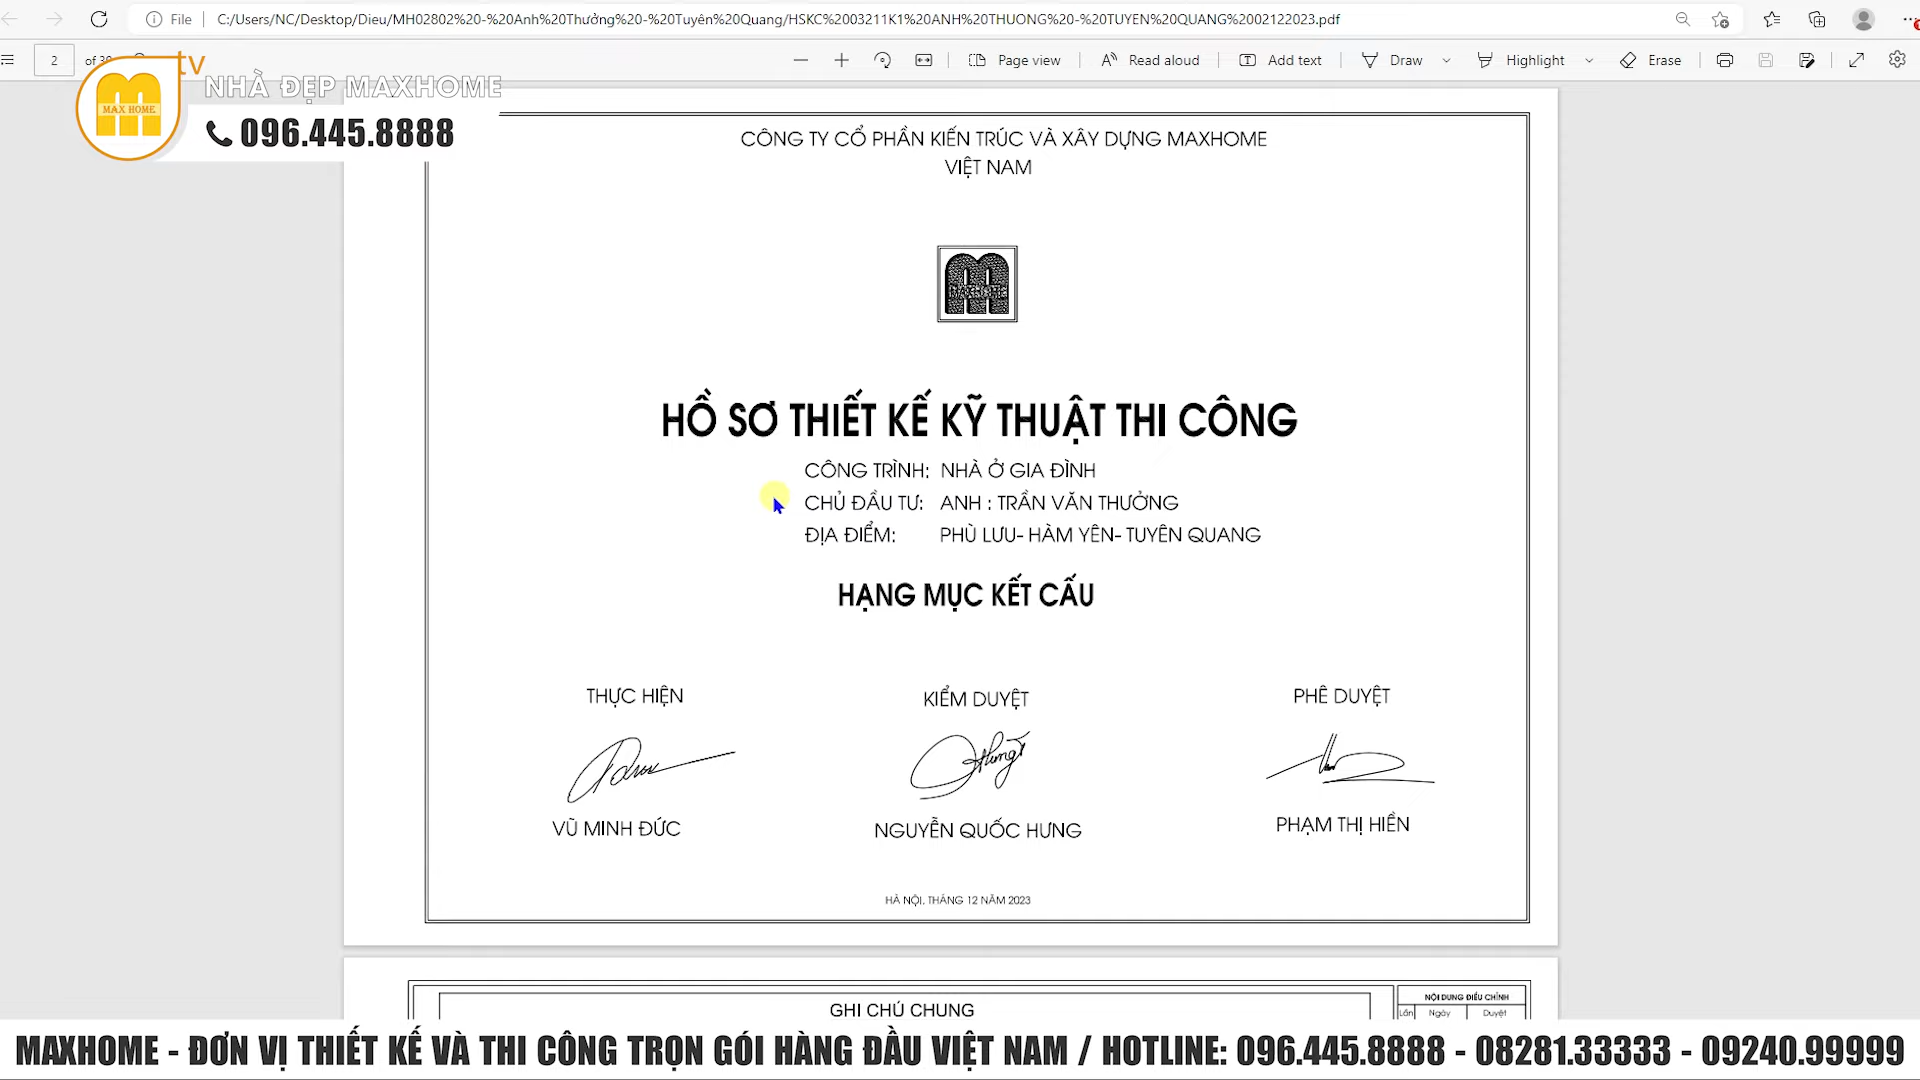 File
C:/Users/NC/Desktop/Dieu/MH02802%20-%20Anh%20Thưởng%20-%20Tuyên%20Quang/HSKC%2003211K1%20ANH%20THUONG%20-%20TUYEN%20QUANG%2002122023.pdf
2
Page view
Read aloud
Add text
Draw
Highlight
Erase
tv
NHÀ ĐẸP MAXHOME
MAX HOME
096.445.8888
CÔNG TY CỔ PHẦN KIẾN TRÚC VÀ XÂY DỰNG MAXHOME
VIỆT NAM
MAXHOME
HỒ SƠ THIẾT KẾ KỸ THUẬT THI CÔNG
CÔNG TRÌNH: NHÀ Ở GIA ĐÌNH
CHỦ ĐẦU TƯ: ANH : TRẦN VĂN THƯỞNG
ĐỊA ĐIỂM: PHÙ LƯU- HÀM YÊN- TUYÊN QUANG
HẠNG MỤC KẾT CẤU
THỰC HIỆN KIỂM DUYỆT PHÊ DUYỆT
VŨ MINH ĐỨC NGUYỄN QUỐC HƯNG PHẠM THỊ HIỀN
HÀ NỘI, THÁNG 12 NĂM 2023
GHI CHÚ CHUNG
NỘI DUNG ĐIỀU CHỈNH
Lần Ngày Duyệt
MAXHOME - ĐƠN VỊ THIẾT KẾ VÀ THI CÔNG TRỌN GÓI HÀNG ĐẦU VIỆT NAM / HOTLINE: 096.445.8888 - 08281.33333 - 09240.99999